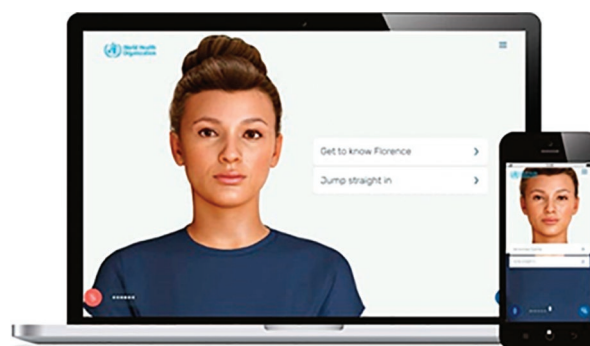 World Health
Organization
Get to know Florence
Jump straight in